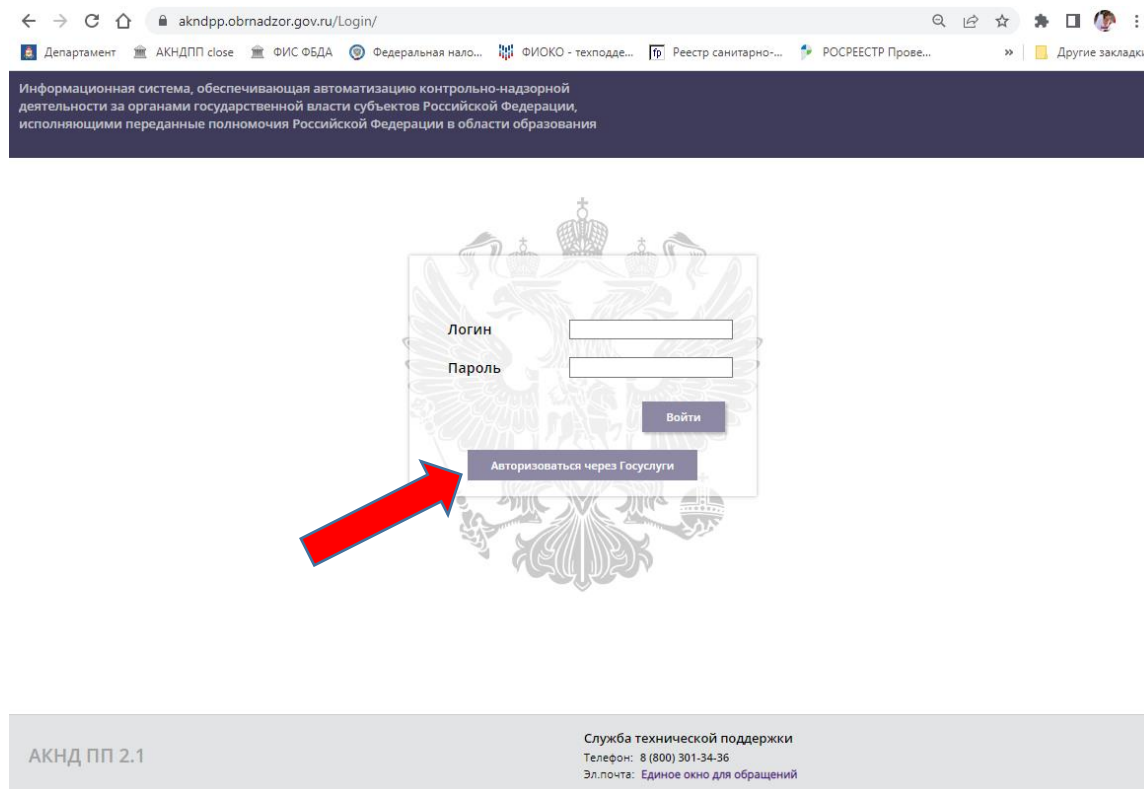 akndpp.obrnadzor.gov.ru/Login/
Департамент АКНДПП close ФИС ФБДА Федеральная нало... ФИОКО - техподде... fp Реестр санитарно-... РОСРЕЕСТР Прове... » Другие закладки
Информационная система, обеспечивающая автоматизацию контрольно-надзорной
деятельности за органами государственной власти субъектов Российской Федерации,
исполняющими переданные полномочия Российской Федерации в области образования
Логин
Пароль
Войти
Авторизоваться через Госуслуги
АКНД ПП 2.1
Служба технической поддержки
Телефон: 8 (800) 301-34-36
Эл.почта: Единое окно для обращений